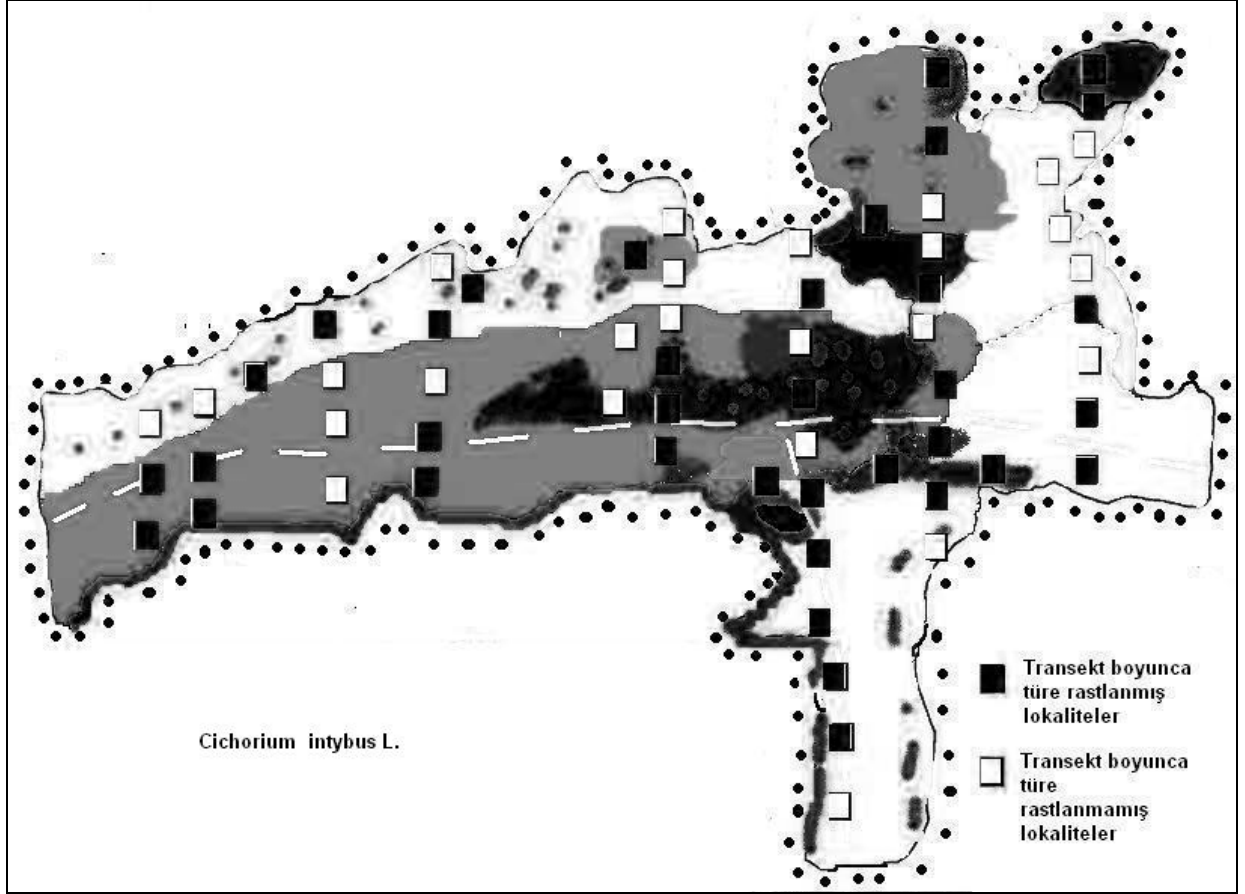 Transekt boyunca
türe rastlanmış
lokaliteler
Cichorium intybus L.
Transekt boyunca
türe
rastlanmamış
lokaliteler